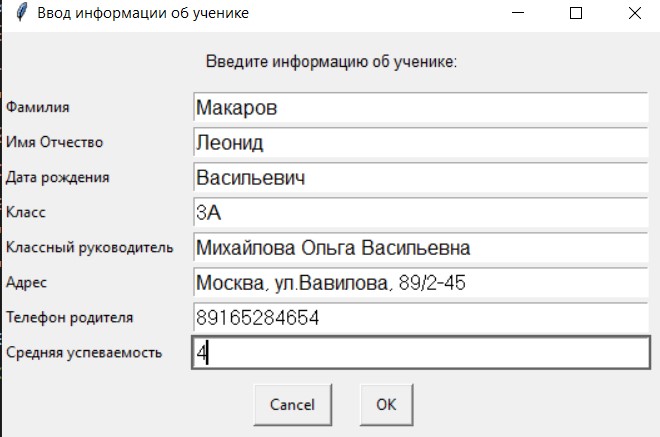 Ввод информации об ученике
Введите информацию об ученике:
Фамилия Макаров
Имя Отчество Леонид
Дата рождения Васильевич
Класс 3А
Классный руководитель Михайлова Ольга Васильевна
Адрес Москва, ул.Вавилова, 89/2-45
Телефон родителя 89165284654
Средняя успеваемость 4
Cancel OK